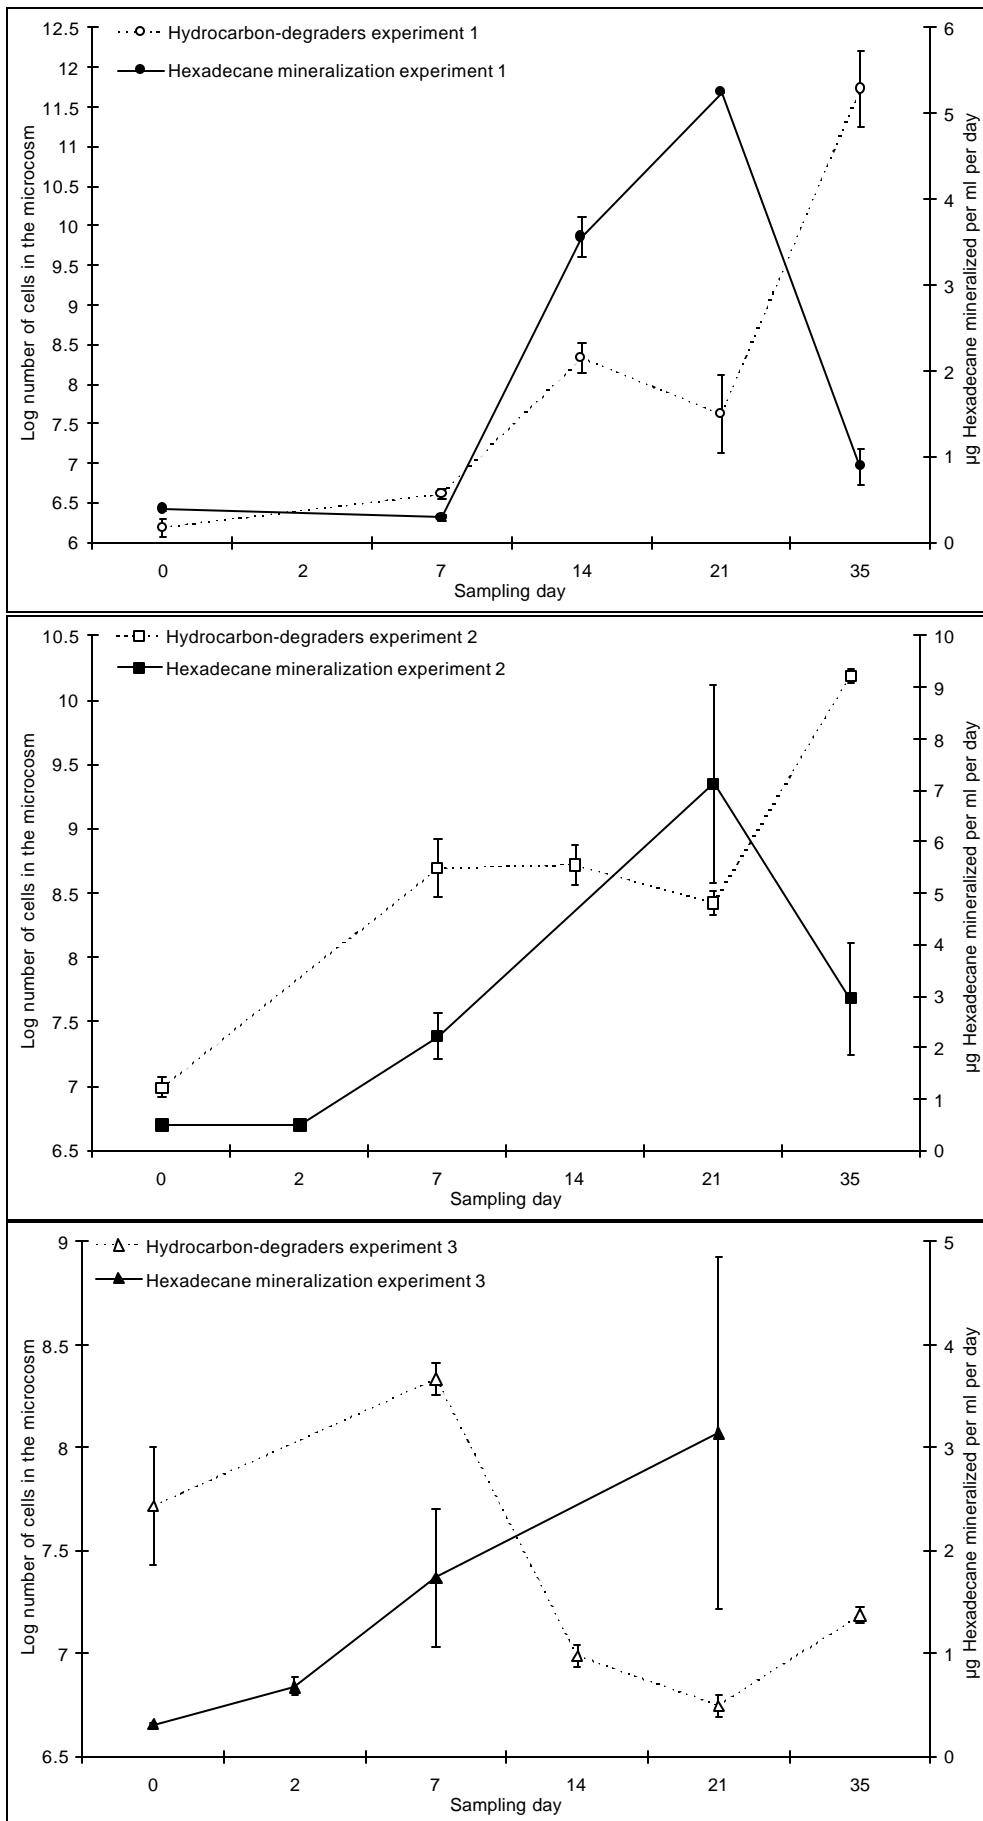 Hydrocarbon-degraders experiment 1
Hexadecane mineralization experiment 1
12.5
12
11.5
11
10.5
10
9.5
9
8.5
8
7.5
7
6.5
6
Log number of cells in the microcosm
6
5
4
3
2
1
0
µg Hexadecane mineralized per ml per day
0 2 7 14 21 35
Sampling day
Hydrocarbon-degraders experiment 2
Hexadecane mineralization experiment 2
10.5
10
9.5
9
8.5
8
7.5
7
6.5
Log number of cells in the microcosm
10
9
8
7
6
5
4
3
2
1
0
µg Hexadecane mineralized per ml per day
0 2 7 14 21 35
Sampling day
Hydrocarbon-degraders experiment 3
Hexadecane mineralization experiment 3
9
8.5
8
7.5
7
6.5
Log number of cells in the microcosm
5
4
3
2
1
0
µg Hexadecane mineralized per ml per day
0 2 7 14 21 35
Sampling day